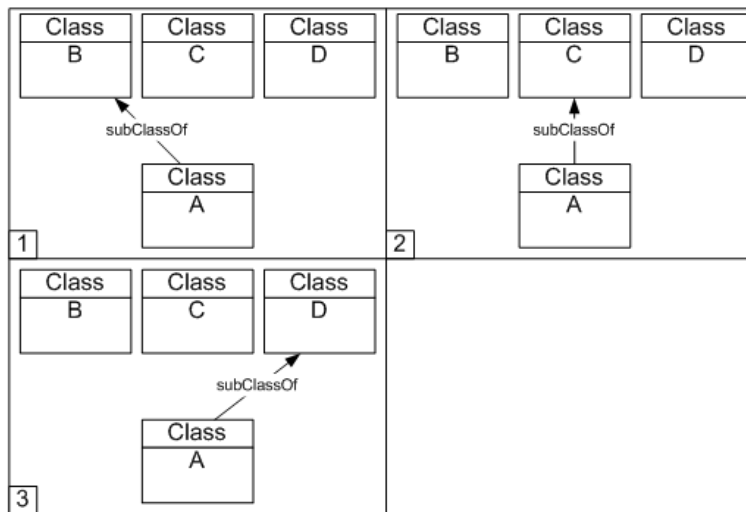 Class Class Class
B C D
subClassOf
Class
A
1
Class Class Class
B C D
subClassOf
Class
A
2
Class Class Class
B C D
subClassOf
Class
A
3